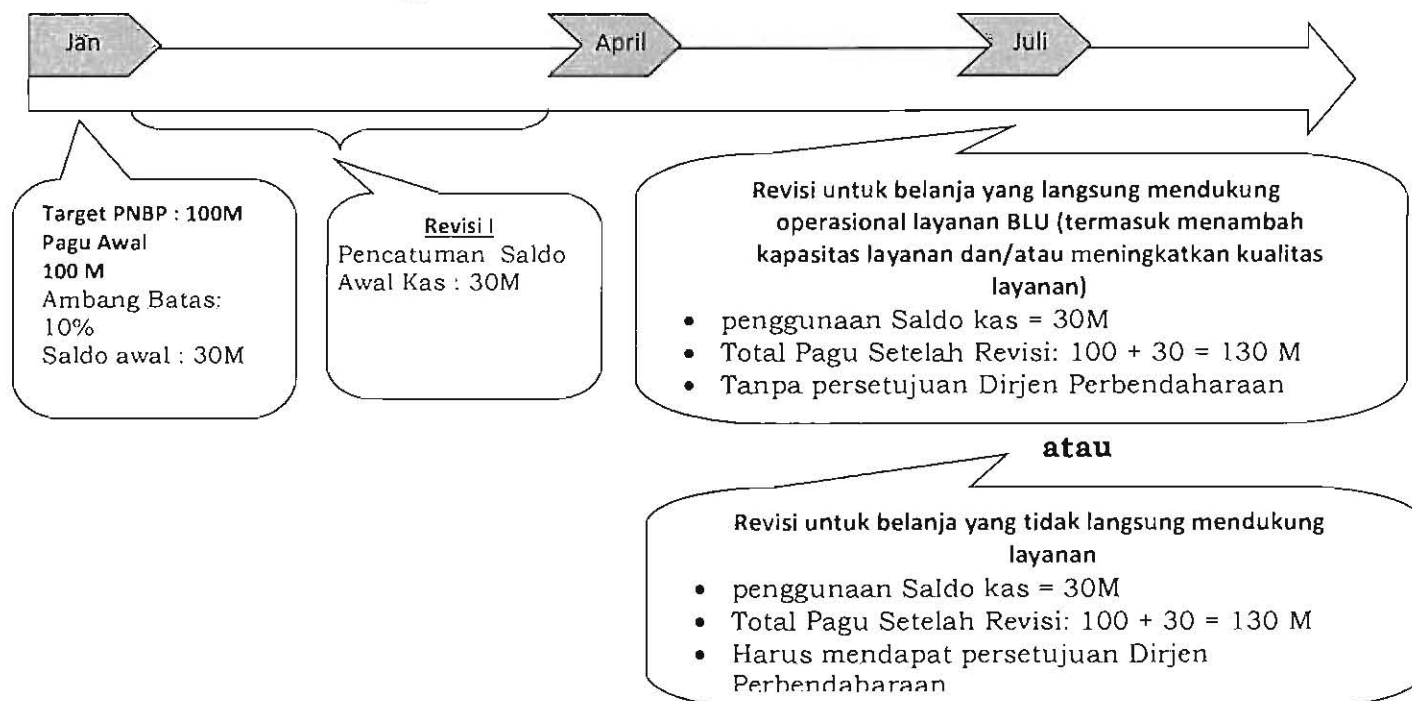 Jan
April
Juli
Target PNBP : 100M
Pagu Awal
100 M
Ambang Batas:
10%
Saldo awal : 30M
Revisi I
Pencatuman Saldo
Awal Kas : 30M
Revisi untuk belanja yang langsung mendukung
operasional layanan BLU (termasuk menambah
kapasitas layanan dan/atau meningkatkan kualitas
layanan)
• penggunaan Saldo kas = 30M
• Total Pagu Setelah Revisi: 100 + 30 = 130 M
• Tanpa persetujuan Dirjen Perbendaharaan
atau
Revisi untuk belanja yang tidak langsung mendukung
layanan
• penggunaan Saldo kas = 30M
• Total Pagu Setelah Revisi: 100 + 30 = 130 M
• Harus mendapat persetujuan Dirjen
Perbendaharaan